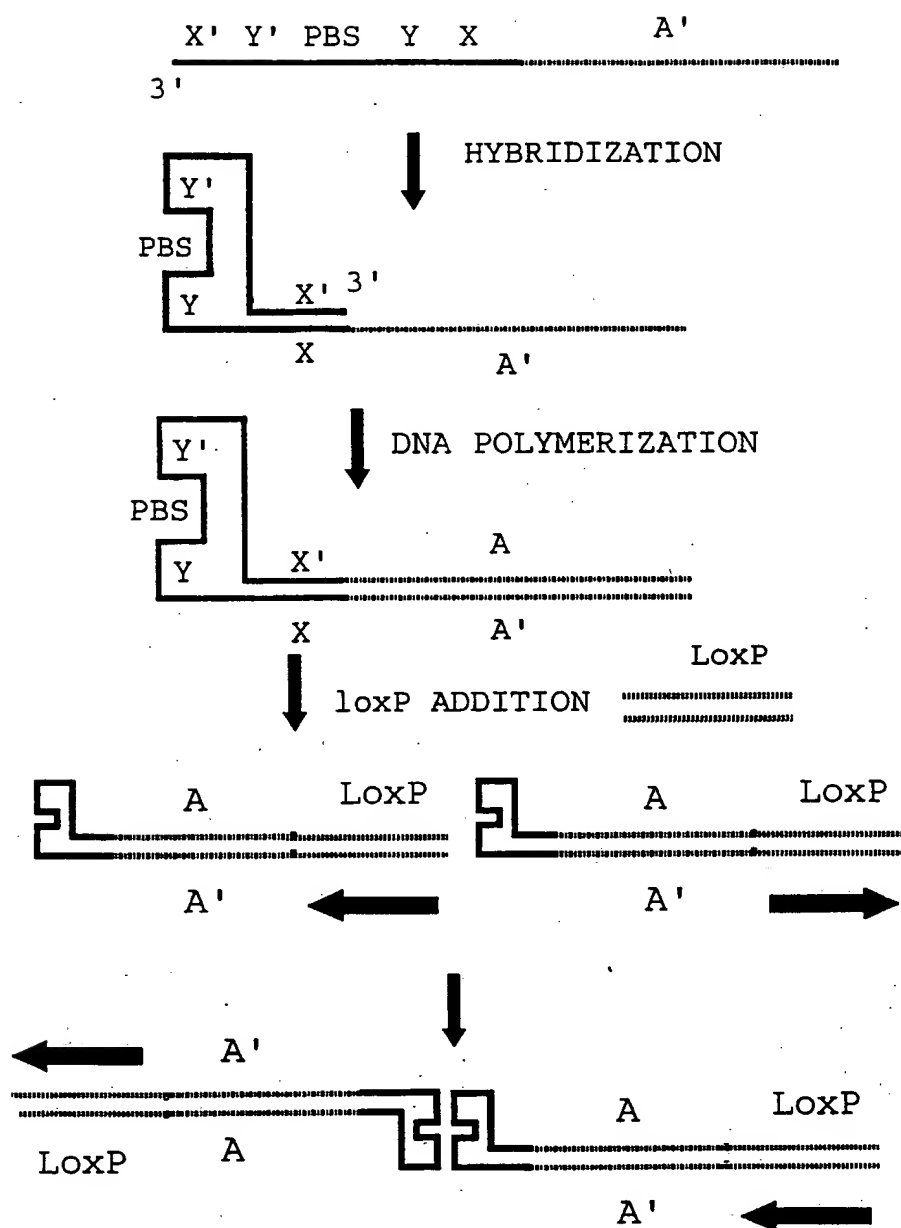 X' Y' PBS Y X A'
3'
HYBRIDIZATION
Y'
PBS
Y X' 3'
X A'
DNA POLYMERIZATION
Y'
PBS
A
Y X'
X A'
LoxP
loxP ADDITION
A LoxP A LoxP
A' A'
A'
A LoxP
LoxP A
A'